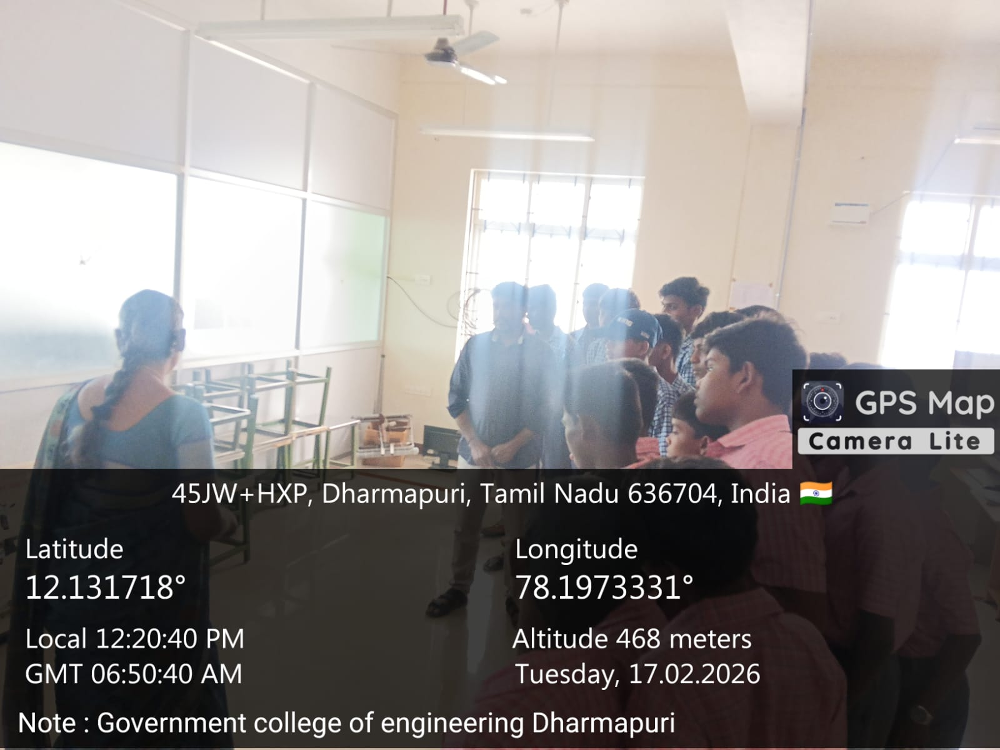 GPS Map
Camera Lite
45JW+HXP, Dharmapuri, Tamil Nadu 636704, India 🇮🇳
Latitude
12.131718°
Longitude
78.1973331°
Local 12:20:40 PM
GMT 06:50:40 AM
Altitude 468 meters
Tuesday, 17.02.2026
Note : Government college of engineering Dharmapuri